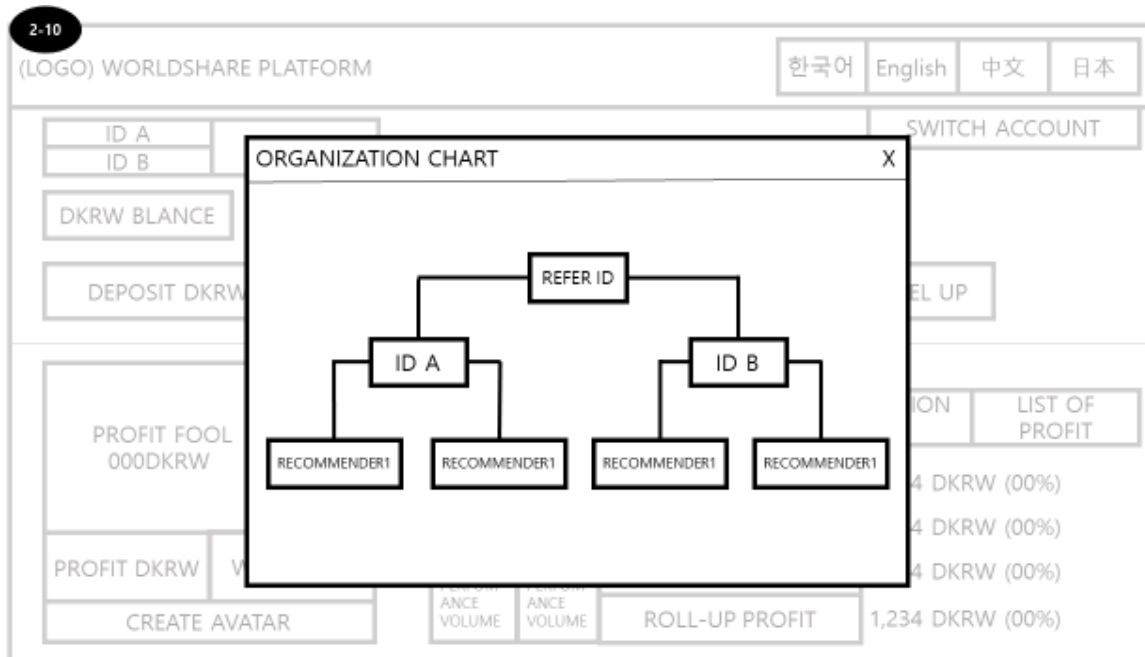 2-10
(LOGO) WORLDSHARE PLATFORM
한국어
English
中文
日本
ID A
ID B
SWITCH ACCOUNT
ORGANIZATION CHART
X
DKRW BLANCE
DEPOSIT DKRW
EL UP
REFER ID
ID A
ID B
RECOMMENDER1
RECOMMENDER1
RECOMMENDER1
RECOMMENDER1
PROFIT FOOL
000DKRW
ION
LIST OF
PROFIT
4 DKRW (00%)
4 DKRW (00%)
4 DKRW (00%)
PROFIT DKRW
CREATE AVATAR
ANCE
VOLUME
ANCE
VOLUME
ROLL-UP PROFIT
1,234 DKRW (00%)